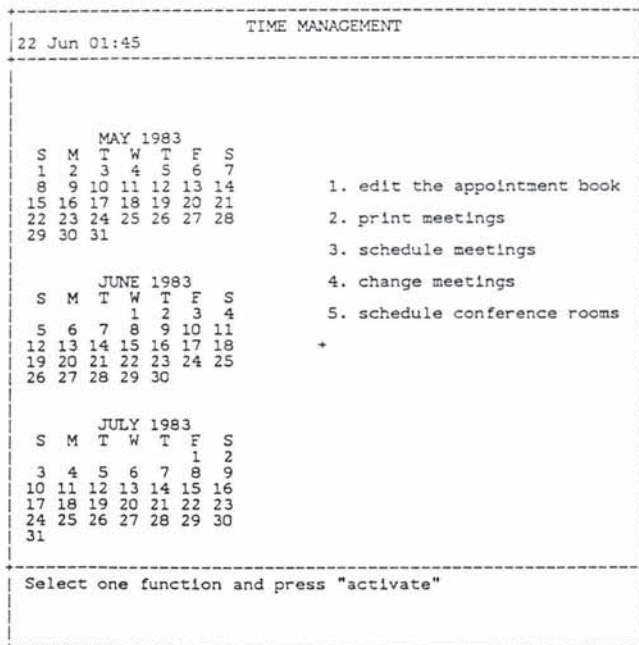 TIME MANAGEMENT
22 Jun 01:45
MAY 1983
S M T W T F S
1 2 3 4 5 6 7
8 9 10 11 12 13 14
15 16 17 18 19 20 21
22 23 24 25 26 27 28
29 30 31
JUNE 1983
S M T W T F S
1 2 3 4
5 6 7 8 9 10 11
12 13 14 15 16 17 18
19 20 21 22 23 24 25
26 27 28 29 30
JULY 1983
S M T W T F S
1 2
3 4 5 6 7 8 9
10 11 12 13 14 15 16
17 18 19 20 21 22 23
24 25 26 27 28 29 30
31
1. edit the appointment book
2. print meetings
3. schedule meetings
4. change meetings
5. schedule conference rooms
+
Select one function and press "activate"